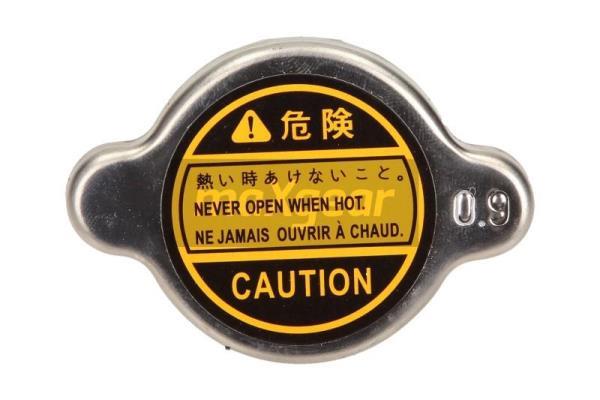 危険
熱い時あけないこと。
maxgear
NEVER OPEN WHEN HOT.
NE JAMAIS OUVRIR À CHAUD.
CAUTION
0.9